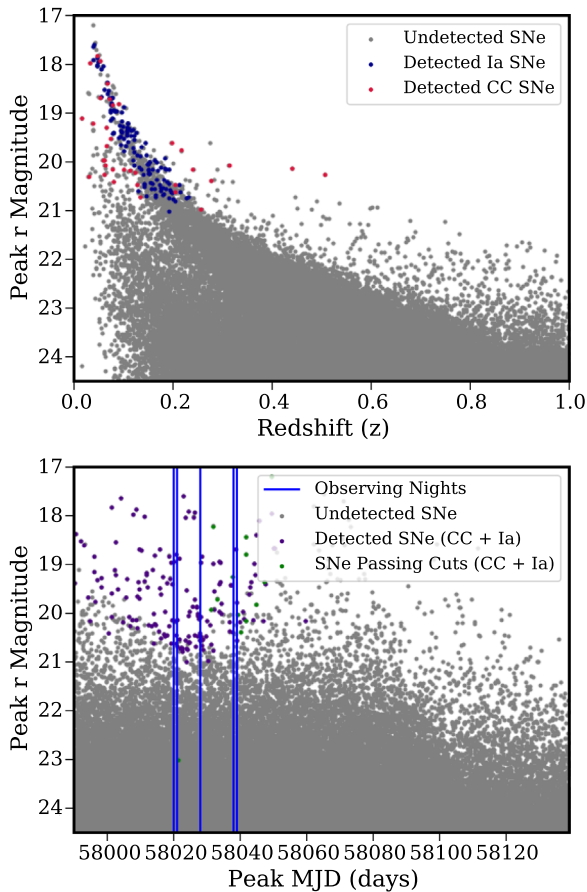 17
18
19
20
21
22
23
24
Peak r Magnitude
Undetected SNe
Detected Ia SNe
Detected CC SNe
0.0 0.2 0.4 0.6 0.8 1.0
Redshift (z)
17
18
19
20
21
22
23
24
Peak r Magnitude
Observing Nights
Undetected SNe
Detected SNe (CC + Ia)
SNe Passing Cuts (CC + Ia)
58000 58020 58040 58060 58080 58100 58120
Peak MJD (days)